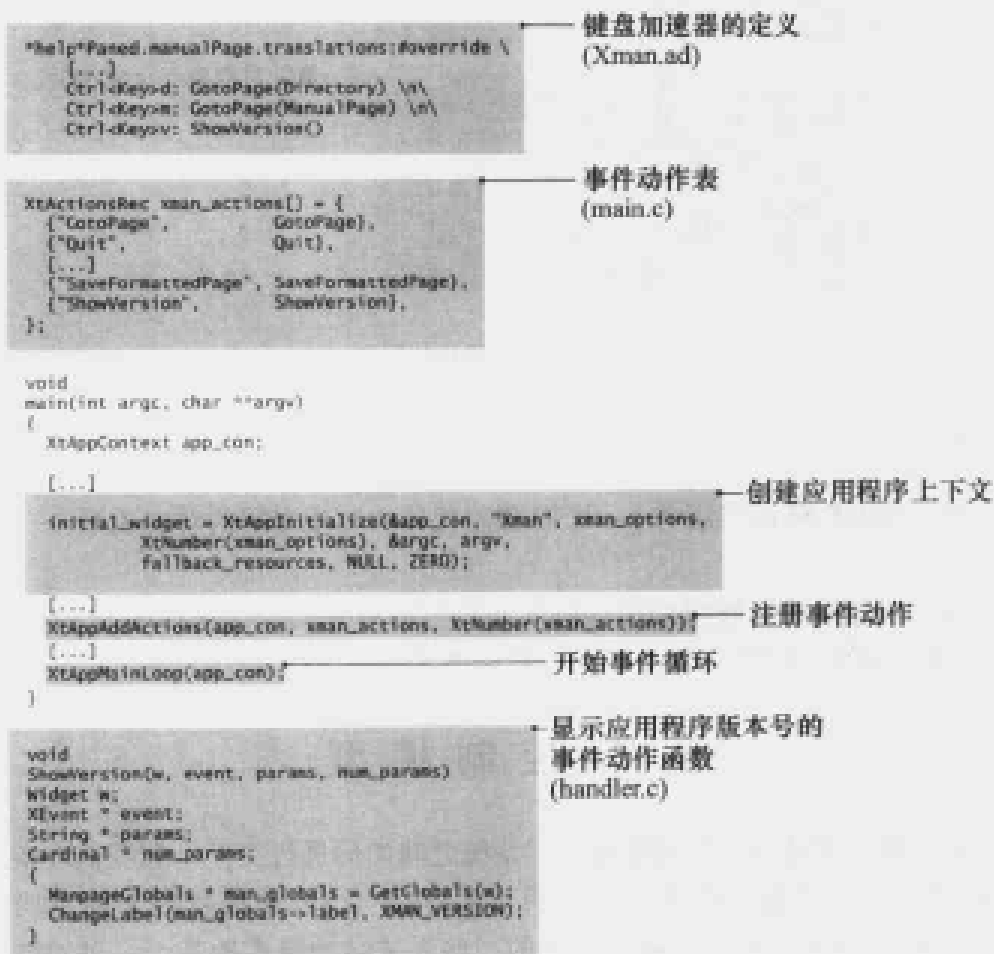 键盘加速器的定义
(Xman.ad)
*help*Paned.manualPage.translations:#override \
[...]
Ctrl<Key>d: GotoPage(Directory) \n\
Ctrl<Key>m: GotoPage(ManualPage) \n\
Ctrl<Key>v: ShowVersion()
事件动作表
(main.c)
XtActionsRec xman_actions[] = {
{"GotoPage", GotoPage},
{"Quit", Quit},
[...]
{"SaveFormattedPage", SaveFormattedPage},
{"ShowVersion", ShowVersion},
};
void
main(int argc, char **argv)
{
XtAppContext app_con;
[...]
创建应用程序上下文
initial_widget = XtAppInitialize(&app_con, "Xman", xman_options,
XtNumber(xman_options), &argc, argv,
fallback_resources, NULL, ZERO);
[...]
XtAppAddActions(app_con, xman_actions, XtNumber(xman_actions));
注册事件动作
[...]
XtAppMainLoop(app_con);
开始事件循环
}
显示应用程序版本号的
事件动作函数
(handler.c)
void
ShowVersion(w, event, params, num_params)
Widget w;
XEvent * event;
String * params;
Cardinal * num_params;
{
ManpageGlobals * man_globals = GetGlobals(w);
ChangeLabel(man_globals->label, XMAN_VERSION);
}